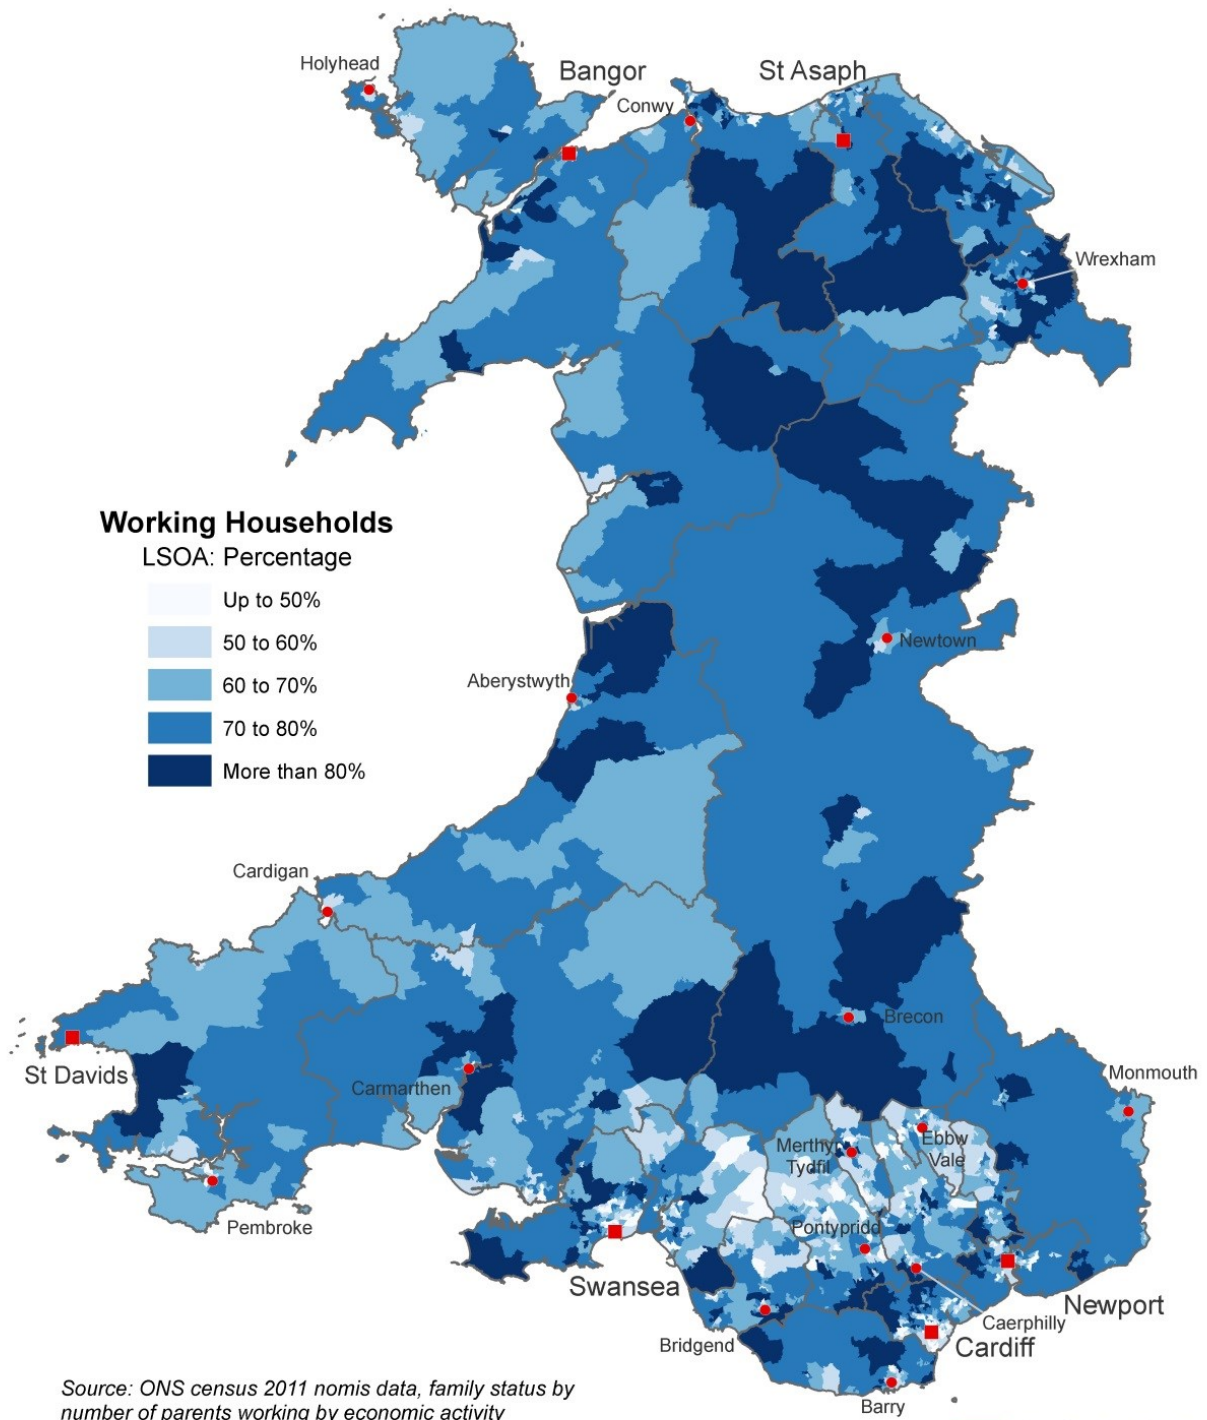 Holyhead
Bangor
St Asaph
Conwy
Wrexham
Working Households
LSOA: Percentage
Up to 50%
50 to 60%
60 to 70%
70 to 80%
More than 80%
Newtown
Aberystwyth
Cardigan
Brecon
St Davids
Carmarthen
Monmouth
Merthyr
Tydfil
Ebbw
Vale
Pembroke
Pontypridd
Swansea
Newport
Caerphilly
Bridgend
Cardiff
Barry
Source: ONS census 2011 nomis data, family status by
number of parents working by economic activity